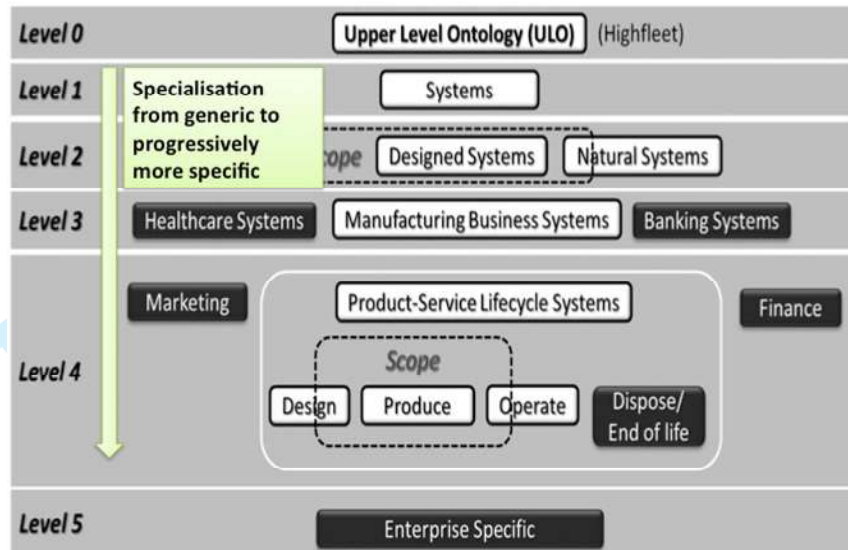 Level 0
Upper Level Ontology (ULO)
(Highfleet)
Level 1
Specialisation
from generic to
progressively
more specific
Systems
Level 2
cope
Designed Systems
Natural Systems
Level 3
Healthcare Systems
Manufacturing Business Systems
Banking Systems
Level 4
Marketing
Product-Service Lifecycle Systems
Finance
Scope
Design
Produce
Operate
Dispose/
End of life
Level 5
Enterprise Specific